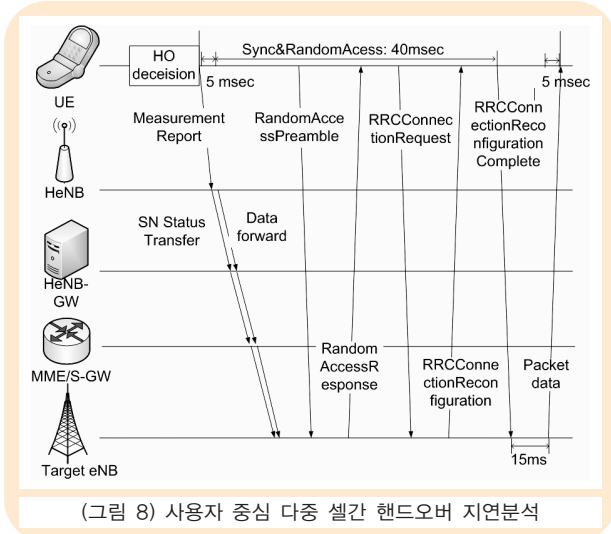 HO
deceision
Sync&RandomAcess: 40msec
5 msec
5 msec
UE
Measurement
Report
RandomAcce
ssPreamble
RRCConnec
tionRequest
RRCConn
ectionReco
nfiguration
Complete
HeNB
SN Status
Transfer
Data
forward
HeNB-
GW
MME/S-GW
Random
AccessR
esponse
RRCConne
ctionRecon
figuration
Packet
data
15ms
Target eNB
(그림 8) 사용자 중심 다중 셀간 핸드오버 지연분석